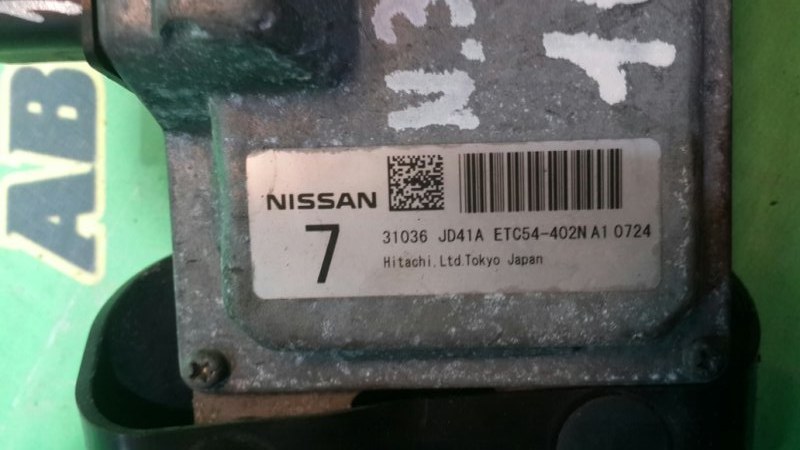 AB
NISSAN
7
31036 JD41A ETC54-402N A1 0724
Hitachi.Ltd.Tokyo Japan